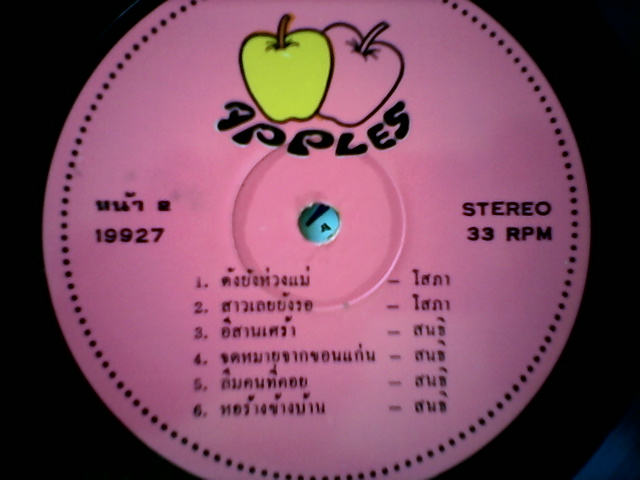 APPLES
หน้า ๒
19927
STEREO
33 RPM
1. ยังห่วงแม่ – โสภา
2. สาวเลยยังรอ – โสภา
3. อีสานเศร้า – สนธิ
4. จดหมายจากขอนแก่น – สนธิ
5. ลืมคนที่คอย – สนธิ
6. หอร้างข้างบ้าน – สนธิ
A